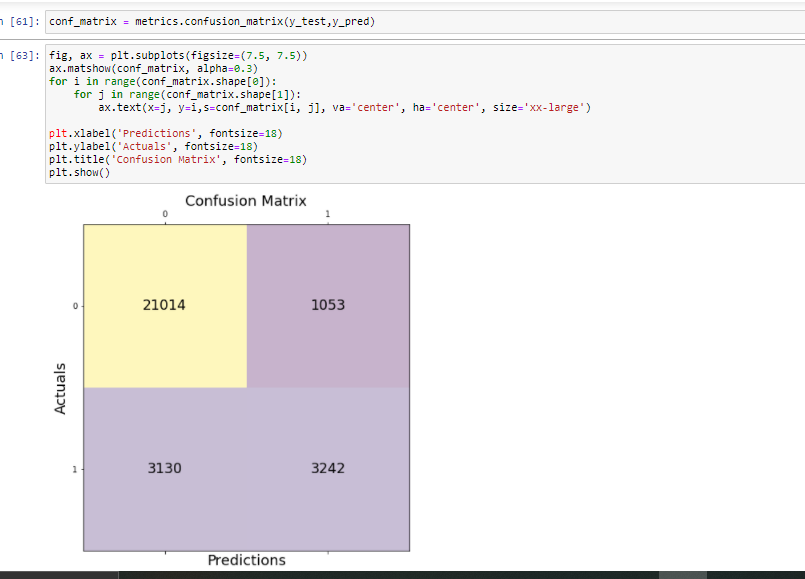 [61]: conf_matrix = metrics.confusion_matrix(y_test,y_pred)
[63]: fig, ax = plt.subplots(figsize=(7.5, 7.5))
ax.matshow(conf_matrix, alpha=0.3)
for i in range(conf_matrix.shape[0]):
    for j in range(conf_matrix.shape[1]):
        ax.text(x=j, y=i,s=conf_matrix[i, j], va='center', ha='center', size='xx-large')
plt.xlabel('Predictions', fontsize=18)
plt.ylabel('Actuals', fontsize=18)
plt.title('Confusion Matrix', fontsize=18)
plt.show()
Confusion Matrix
0 1
0 21014 1053
Actuals
1 3130 3242
Predictions